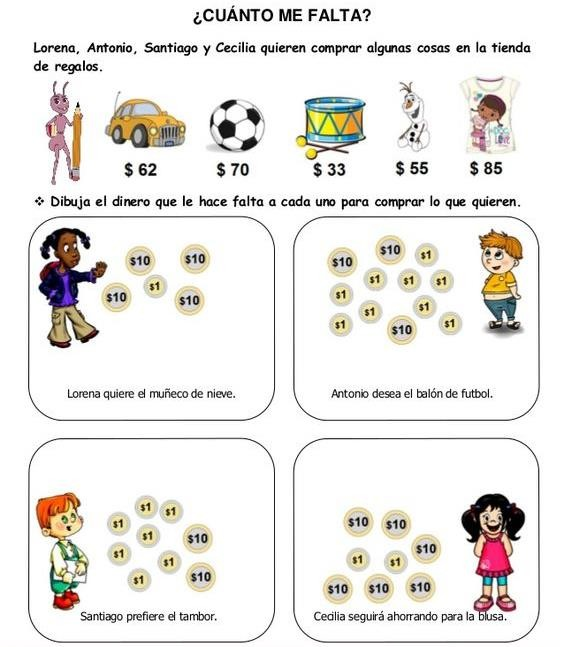 ¿CUÁNTO ME FALTA?
Lorena, Antonio, Santiago y Cecilia quieren comprar algunas cosas en la tienda
de regalos.
$ 62 $ 70 $ 33 $ 55 $ 85
❖ Dibuja el dinero que le hace falta a cada uno para comprar lo que quieren.
$10 $10
$1
$10 $10
Lorena quiere el muñeco de nieve.
$10 $10 $1
$1 $1 $1
$1 $1 $1
$1 $10 $1
Antonio desea el balón de futbol.
$1 $1
$1 $1 $10
$1 $1
$1 $10
Santiago prefiere el tambor.
$10 $10
$10
$1 $1
$10 $10 $10
Cecilia seguirá ahorrando para la blusa.